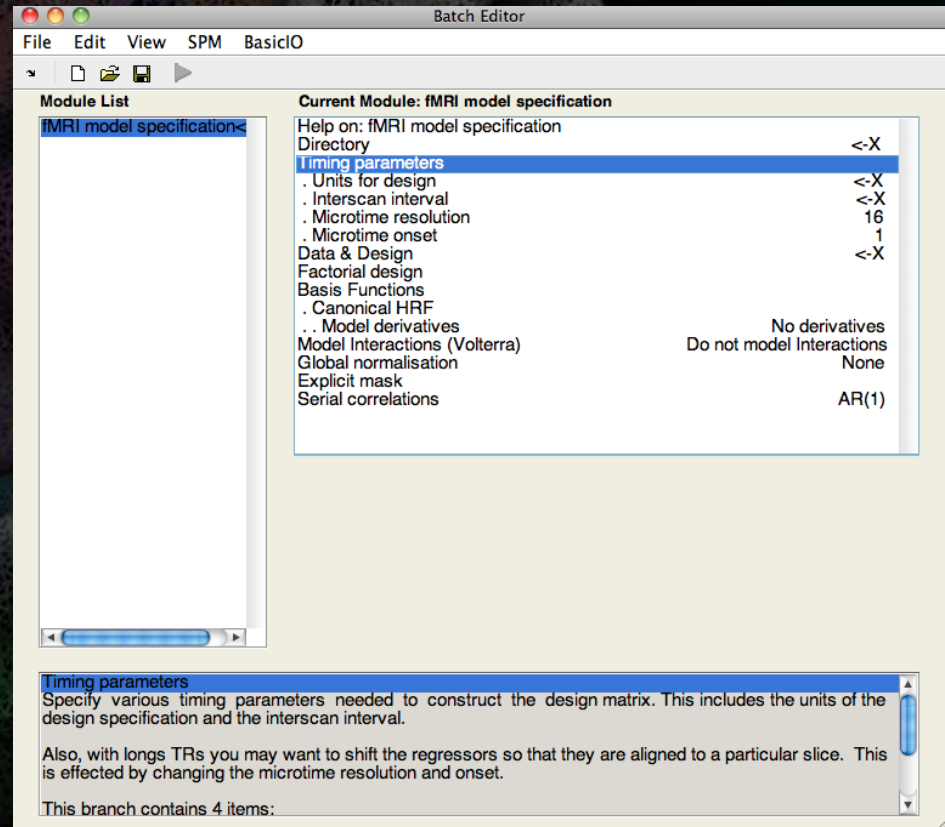 Batch Editor
File Edit View SPM BasicIO
Module List
fMRI model specification<
Current Module: fMRI model specification
Help on: fMRI model specification
Directory <-X
Timing parameters
. Units for design <-X
. Interscan interval <-X
. Microtime resolution 16
. Microtime onset 1
Data & Design <-X
Factorial design
Basis Functions
. Canonical HRF
. . Model derivatives No derivatives
Model Interactions (Volterra) Do not model Interactions
Global normalisation None
Explicit mask
Serial correlations AR(1)
Timing parameters
Specify various timing parameters needed to construct the design matrix. This includes the units of the
design specification and the interscan interval.
Also, with longs TRs you may want to shift the regressors so that they are aligned to a particular slice. This
is effected by changing the microtime resolution and onset.
This branch contains 4 items: